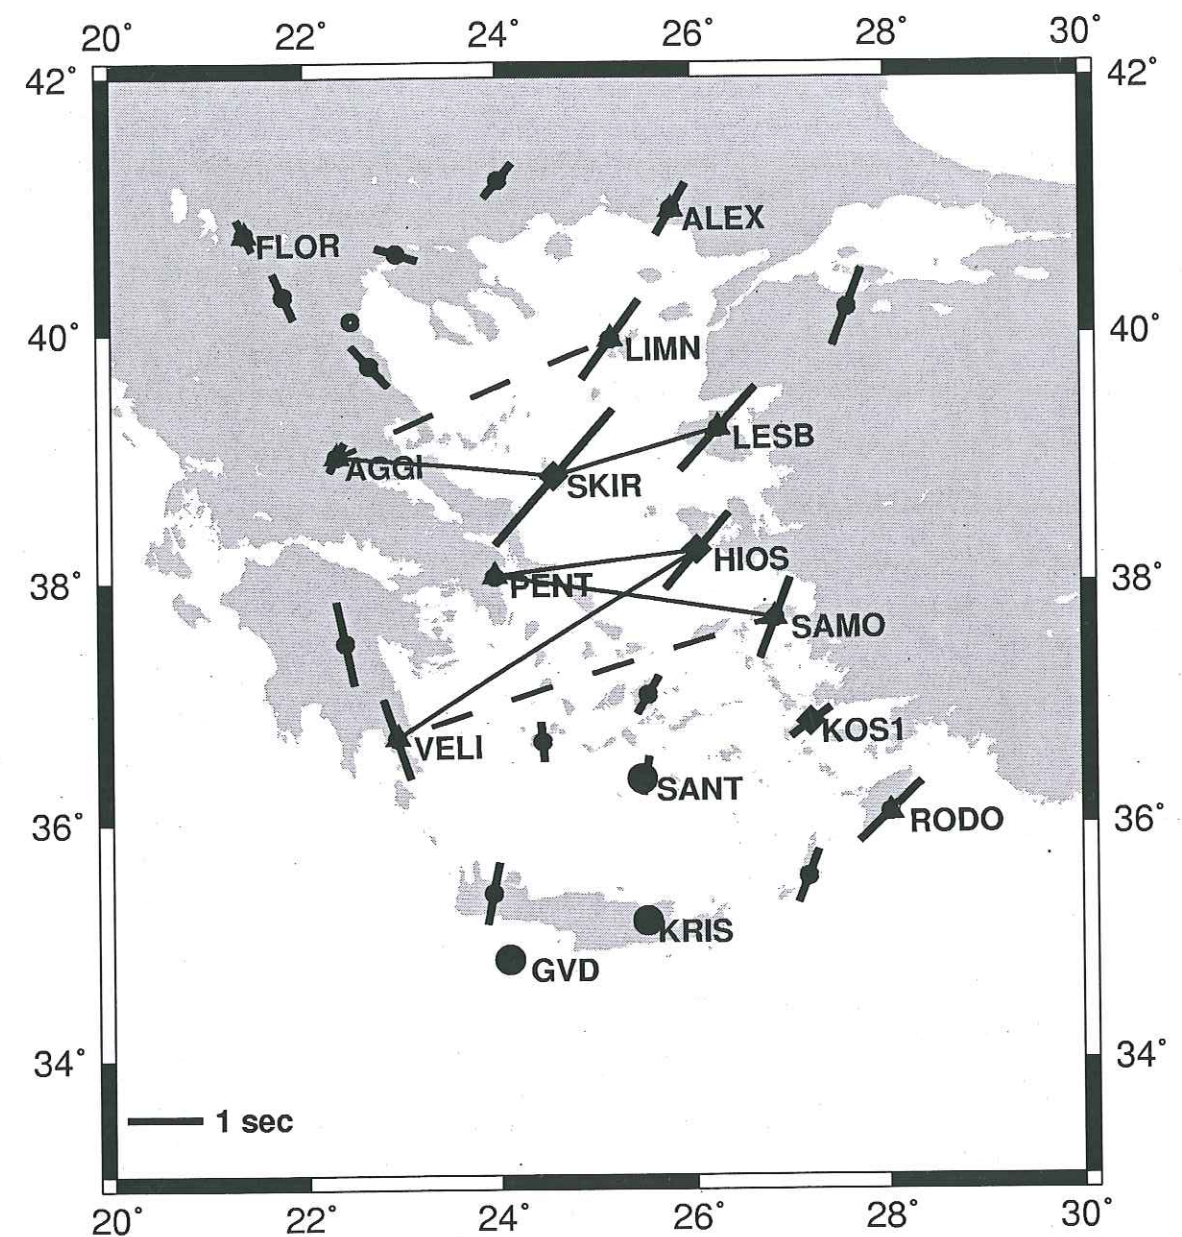 20° 22° 24° 26° 28° 30°
42° 42°
ALEX
FLOR
40° LIMN 40°
LESB
AGGI
SKIR
HIOS
38° PENT 38°
SAMO
KOS1
VELI
SANT
36° RODO 36°
KRIS
GVD
34° 34°
1 sec
20° 22° 24° 26° 28° 30°